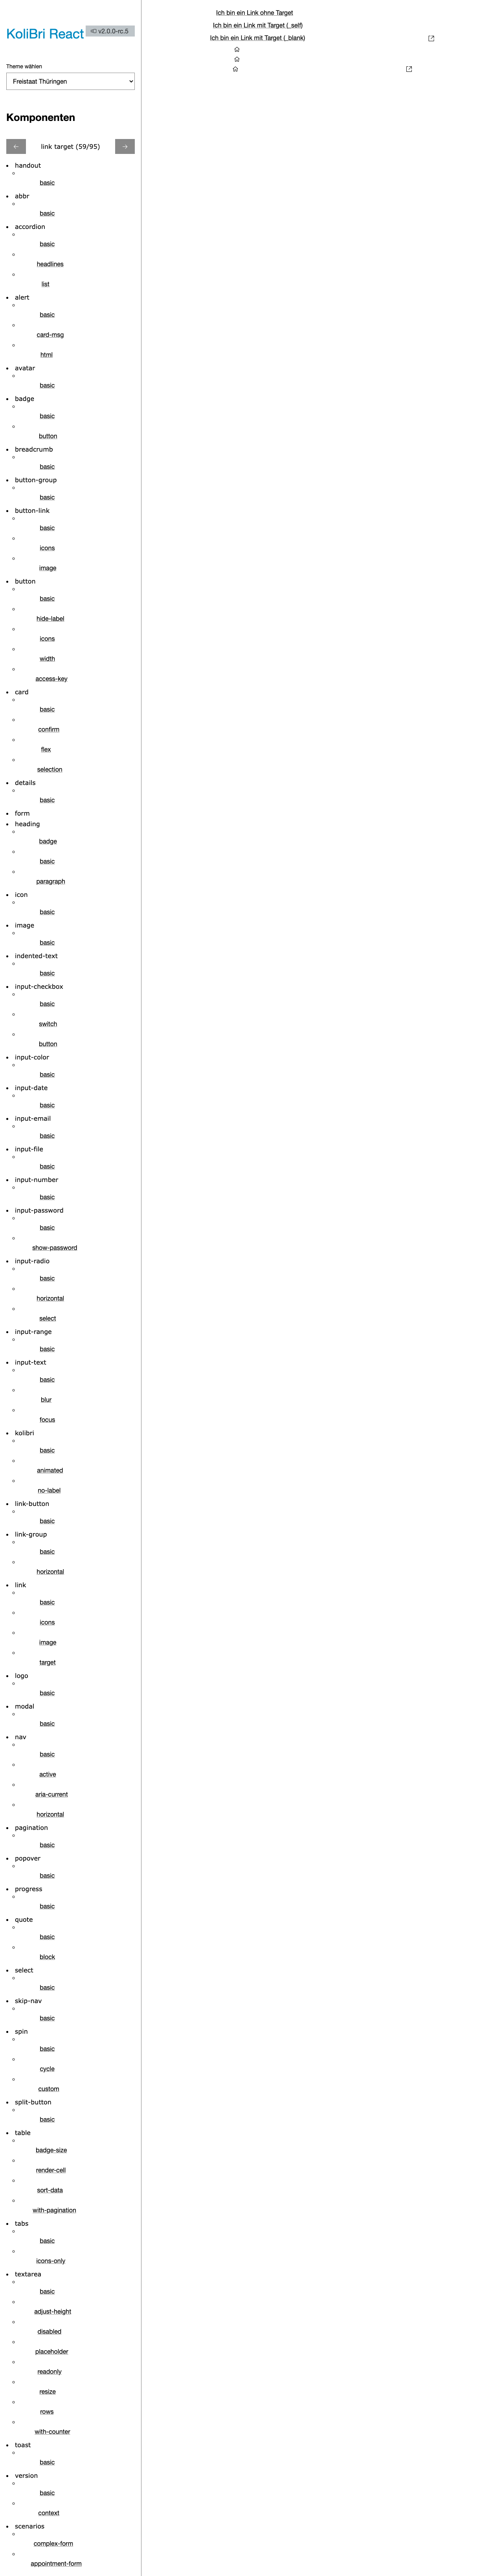 KoliBri React
v2.0.0-rc.5
Theme wählen
Freistaat Thüringen
Komponenten
link target (59/95)
handout
basic
abbr
basic
accordion
basic
headlines
list
alert
basic
card-msg
html
avatar
basic
badge
basic
button
breadcrumb
basic
button-group
basic
button-link
basic
icons
image
button
basic
hide-label
icons
width
access-key
card
basic
confirm
flex
selection
details
basic
form
heading
badge
basic
paragraph
icon
basic
image
basic
indented-text
basic
input-checkbox
basic
switch
button
input-color
basic
input-date
basic
input-email
basic
input-file
basic
input-number
basic
input-password
basic
show-password
input-radio
basic
horizontal
select
input-range
basic
input-text
basic
blur
focus
kolibri
basic
animated
no-label
link-button
basic
link-group
basic
horizontal
link
basic
icons
image
target
logo
basic
modal
basic
nav
basic
active
aria-current
horizontal
pagination
basic
popover
basic
progress
basic
quote
basic
block
select
basic
skip-nav
basic
spin
basic
cycle
custom
split-button
basic
table
badge-size
render-cell
sort-data
with-pagination
tabs
basic
icons-only
textarea
basic
adjust-height
disabled
placeholder
readonly
resize
rows
with-counter
toast
basic
version
basic
context
scenarios
complex-form
appointment-form
Ich bin ein Link ohne Target
Ich bin ein Link mit Target (_self)
Ich bin ein Link mit Target (_blank)